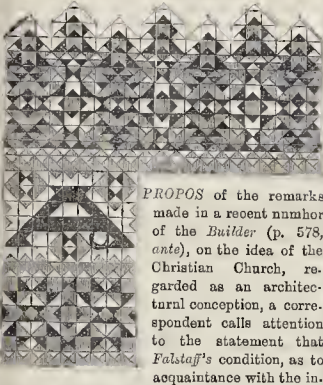 A PROPOS of the remarks
made in a recent number
of the Builder (p. 578,
ante), on the idea of the
Christian Church, re-
garded as an architec-
tural conception, a corre-
spondent calls attention
to the statement that
Falstaff's condition, as to
acquaintance with the in-